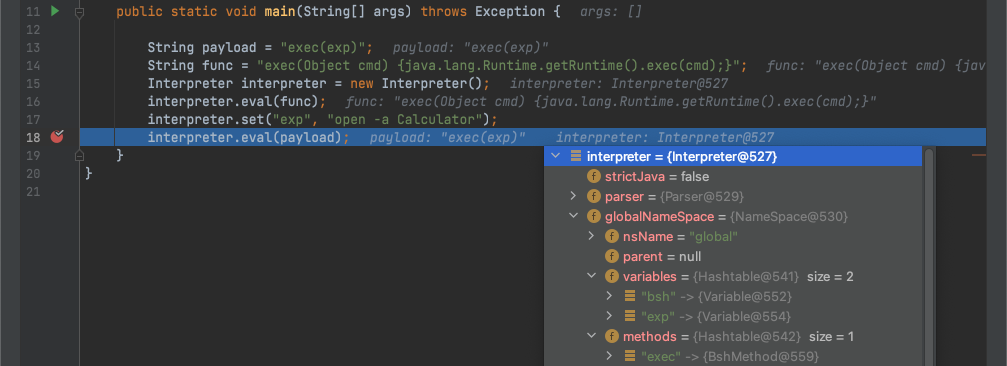 11 public static void main(String[] args) throws Exception { args: []
12
13 String payload = "exec(exp)"; payload: "exec(exp)"
14 String func = "exec(Object cmd) {java.lang.Runtime.getRuntime().exec(cmd);}"; func: "exec(Object cmd) {jav
15 Interpreter interpreter = new Interpreter(); interpreter: Interpreter@527
16 interpreter.eval(func); func: "exec(Object cmd) {java.lang.Runtime.getRuntime().exec(cmd);}"
17 interpreter.set("exp", "open -a Calculator");
18 interpreter.eval(payload); payload: "exec(exp)" interpreter: Interpreter@527
19 }
20 }
21
interpreter = {Interpreter@527}
f strictJava = false
f parser = {Parser@529}
f globalNameSpace = {NameSpace@530}
f nsName = "global"
f parent = null
f variables = {Hashtable@541} size = 2
"bsh" -> {Variable@552}
"exp" -> {Variable@554}
f methods = {Hashtable@542} size = 1
"exec" -> {BshMethod@559}